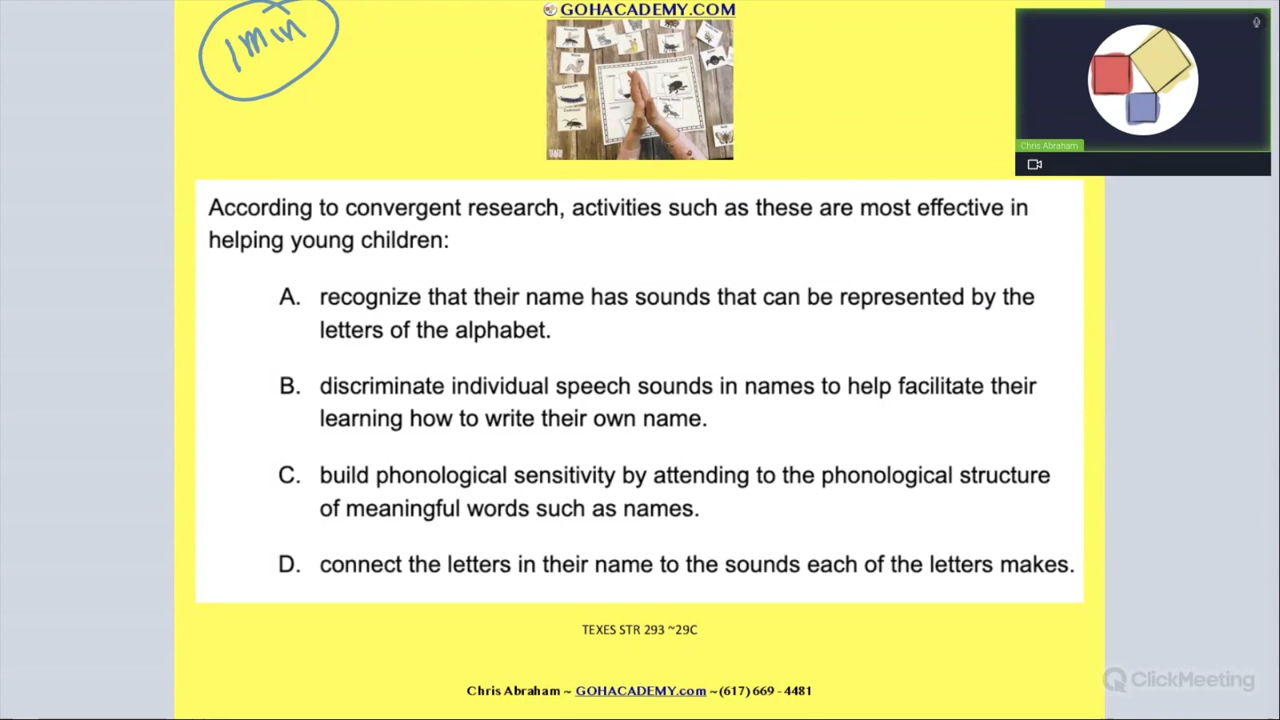 1 min
GOHACADEMY.COM
Chris Abraham
According to convergent research, activities such as these are most effective in
helping young children:
A. recognize that their name has sounds that can be represented by the
letters of the alphabet.
B. discriminate individual speech sounds in names to help facilitate their
learning how to write their own name.
C. build phonological sensitivity by attending to the phonological structure
of meaningful words such as names.
D. connect the letters in their name to the sounds each of the letters makes.
TEXES STR 293 ~29C
Chris Abraham ~ GOHACADEMY.com ~(617) 669 - 4481
ClickMeeting